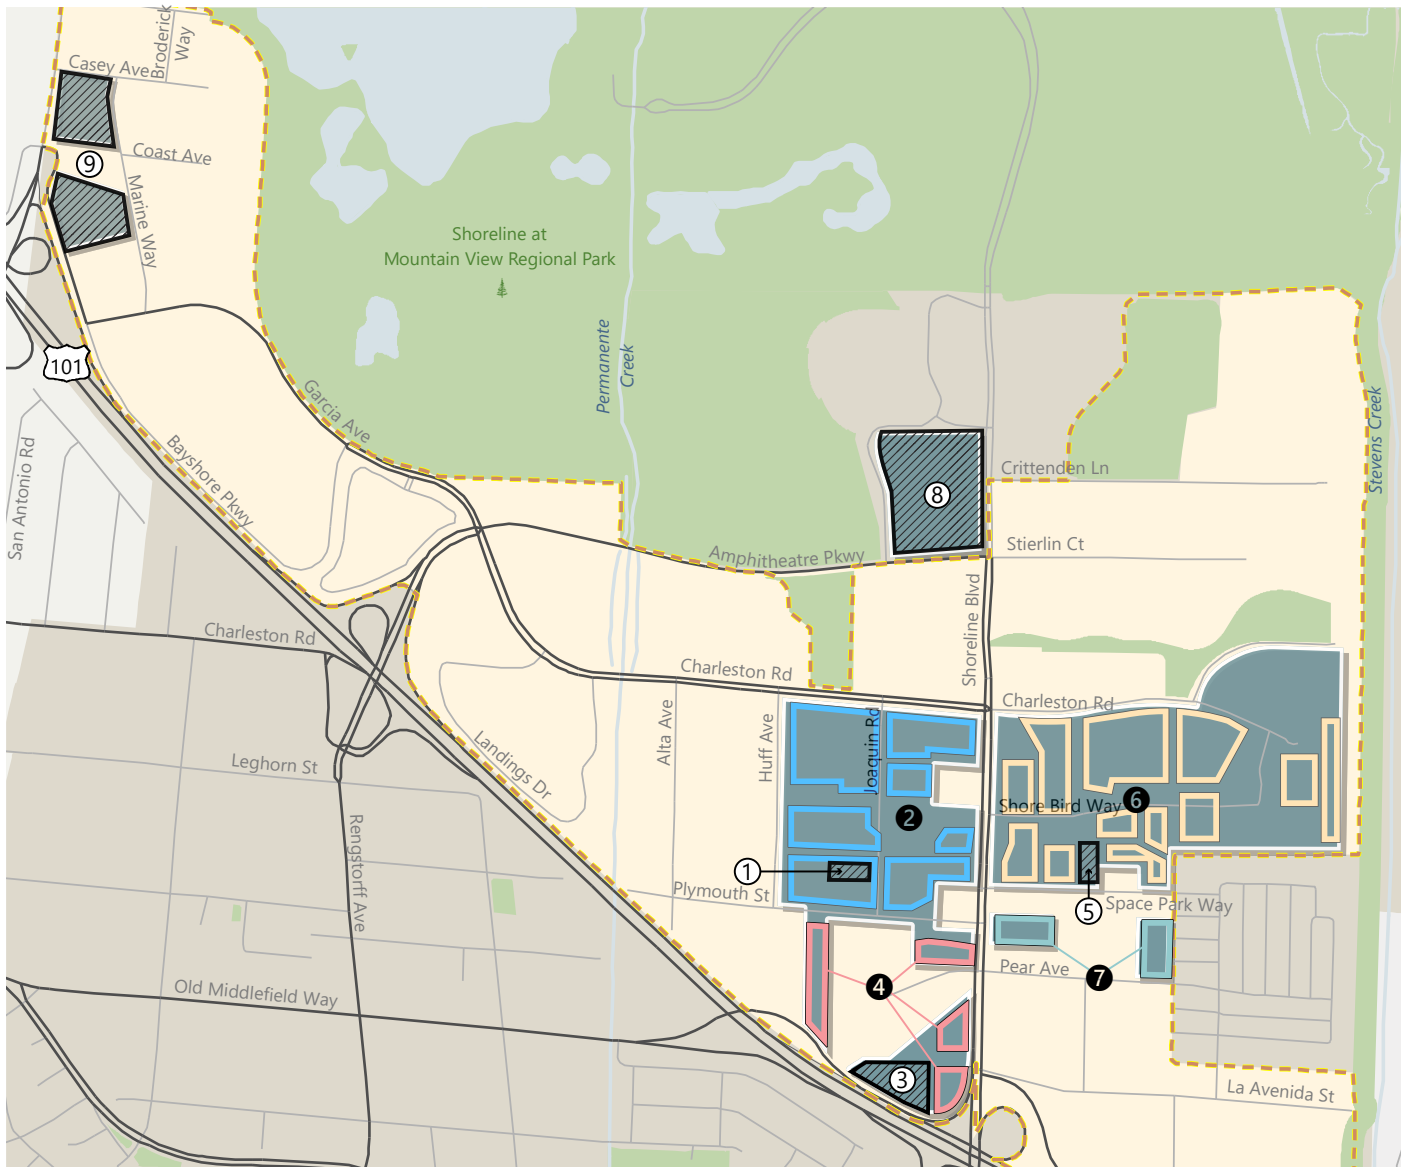 Broderick
Way
Casey Ave
Coast Ave
9
Marine Way
Shoreline at
Mountain View Regional Park
Permanente
Creek
101
Garcia Ave
Stevens Creek
San Antonio Rd
Bayshore Pkwy
Crittenden Ln
8
Stierlin Ct
Amphitheatre Pkwy
Shoreline Blvd
Charleston Rd
Charleston Rd
Charleston Rd
Alta Ave
Huff Ave
Joaquin Rd
Landings Dr
Leghorn St
Shore Bird Way
6
2
Rengstorff Ave
1
Plymouth St
5
Space Park Way
Pear Ave
7
4
Old Middlefield Way
3
La Avenida St